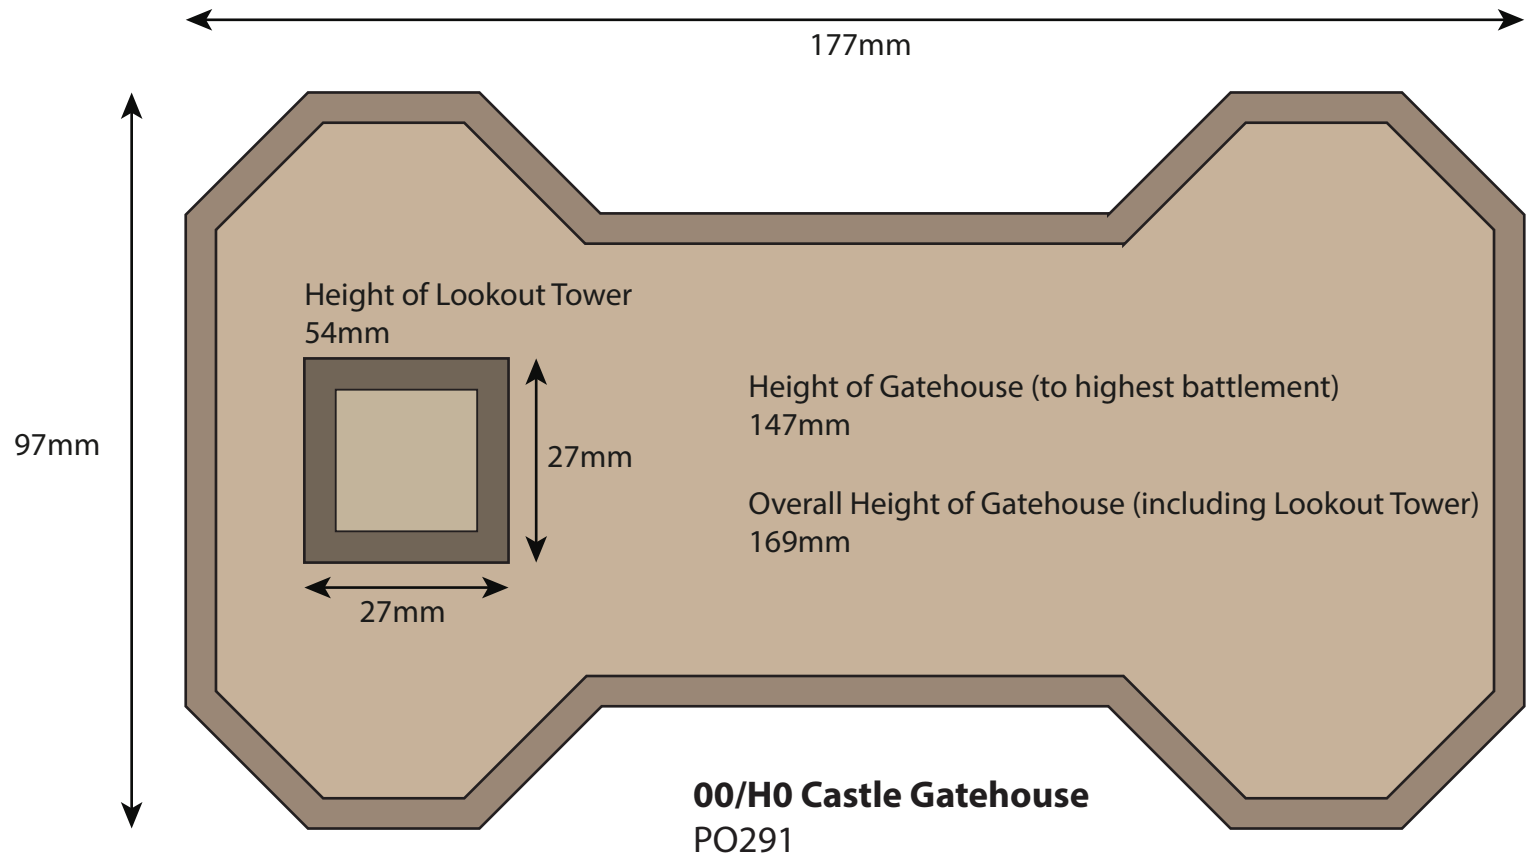 177mm
Height of Lookout Tower
54mm
Height of Gatehouse (to highest battlement)
147mm
97mm
27mm
Overall Height of Gatehouse (including Lookout Tower)
169mm
27mm
00/H0 Castle Gatehouse
PO291